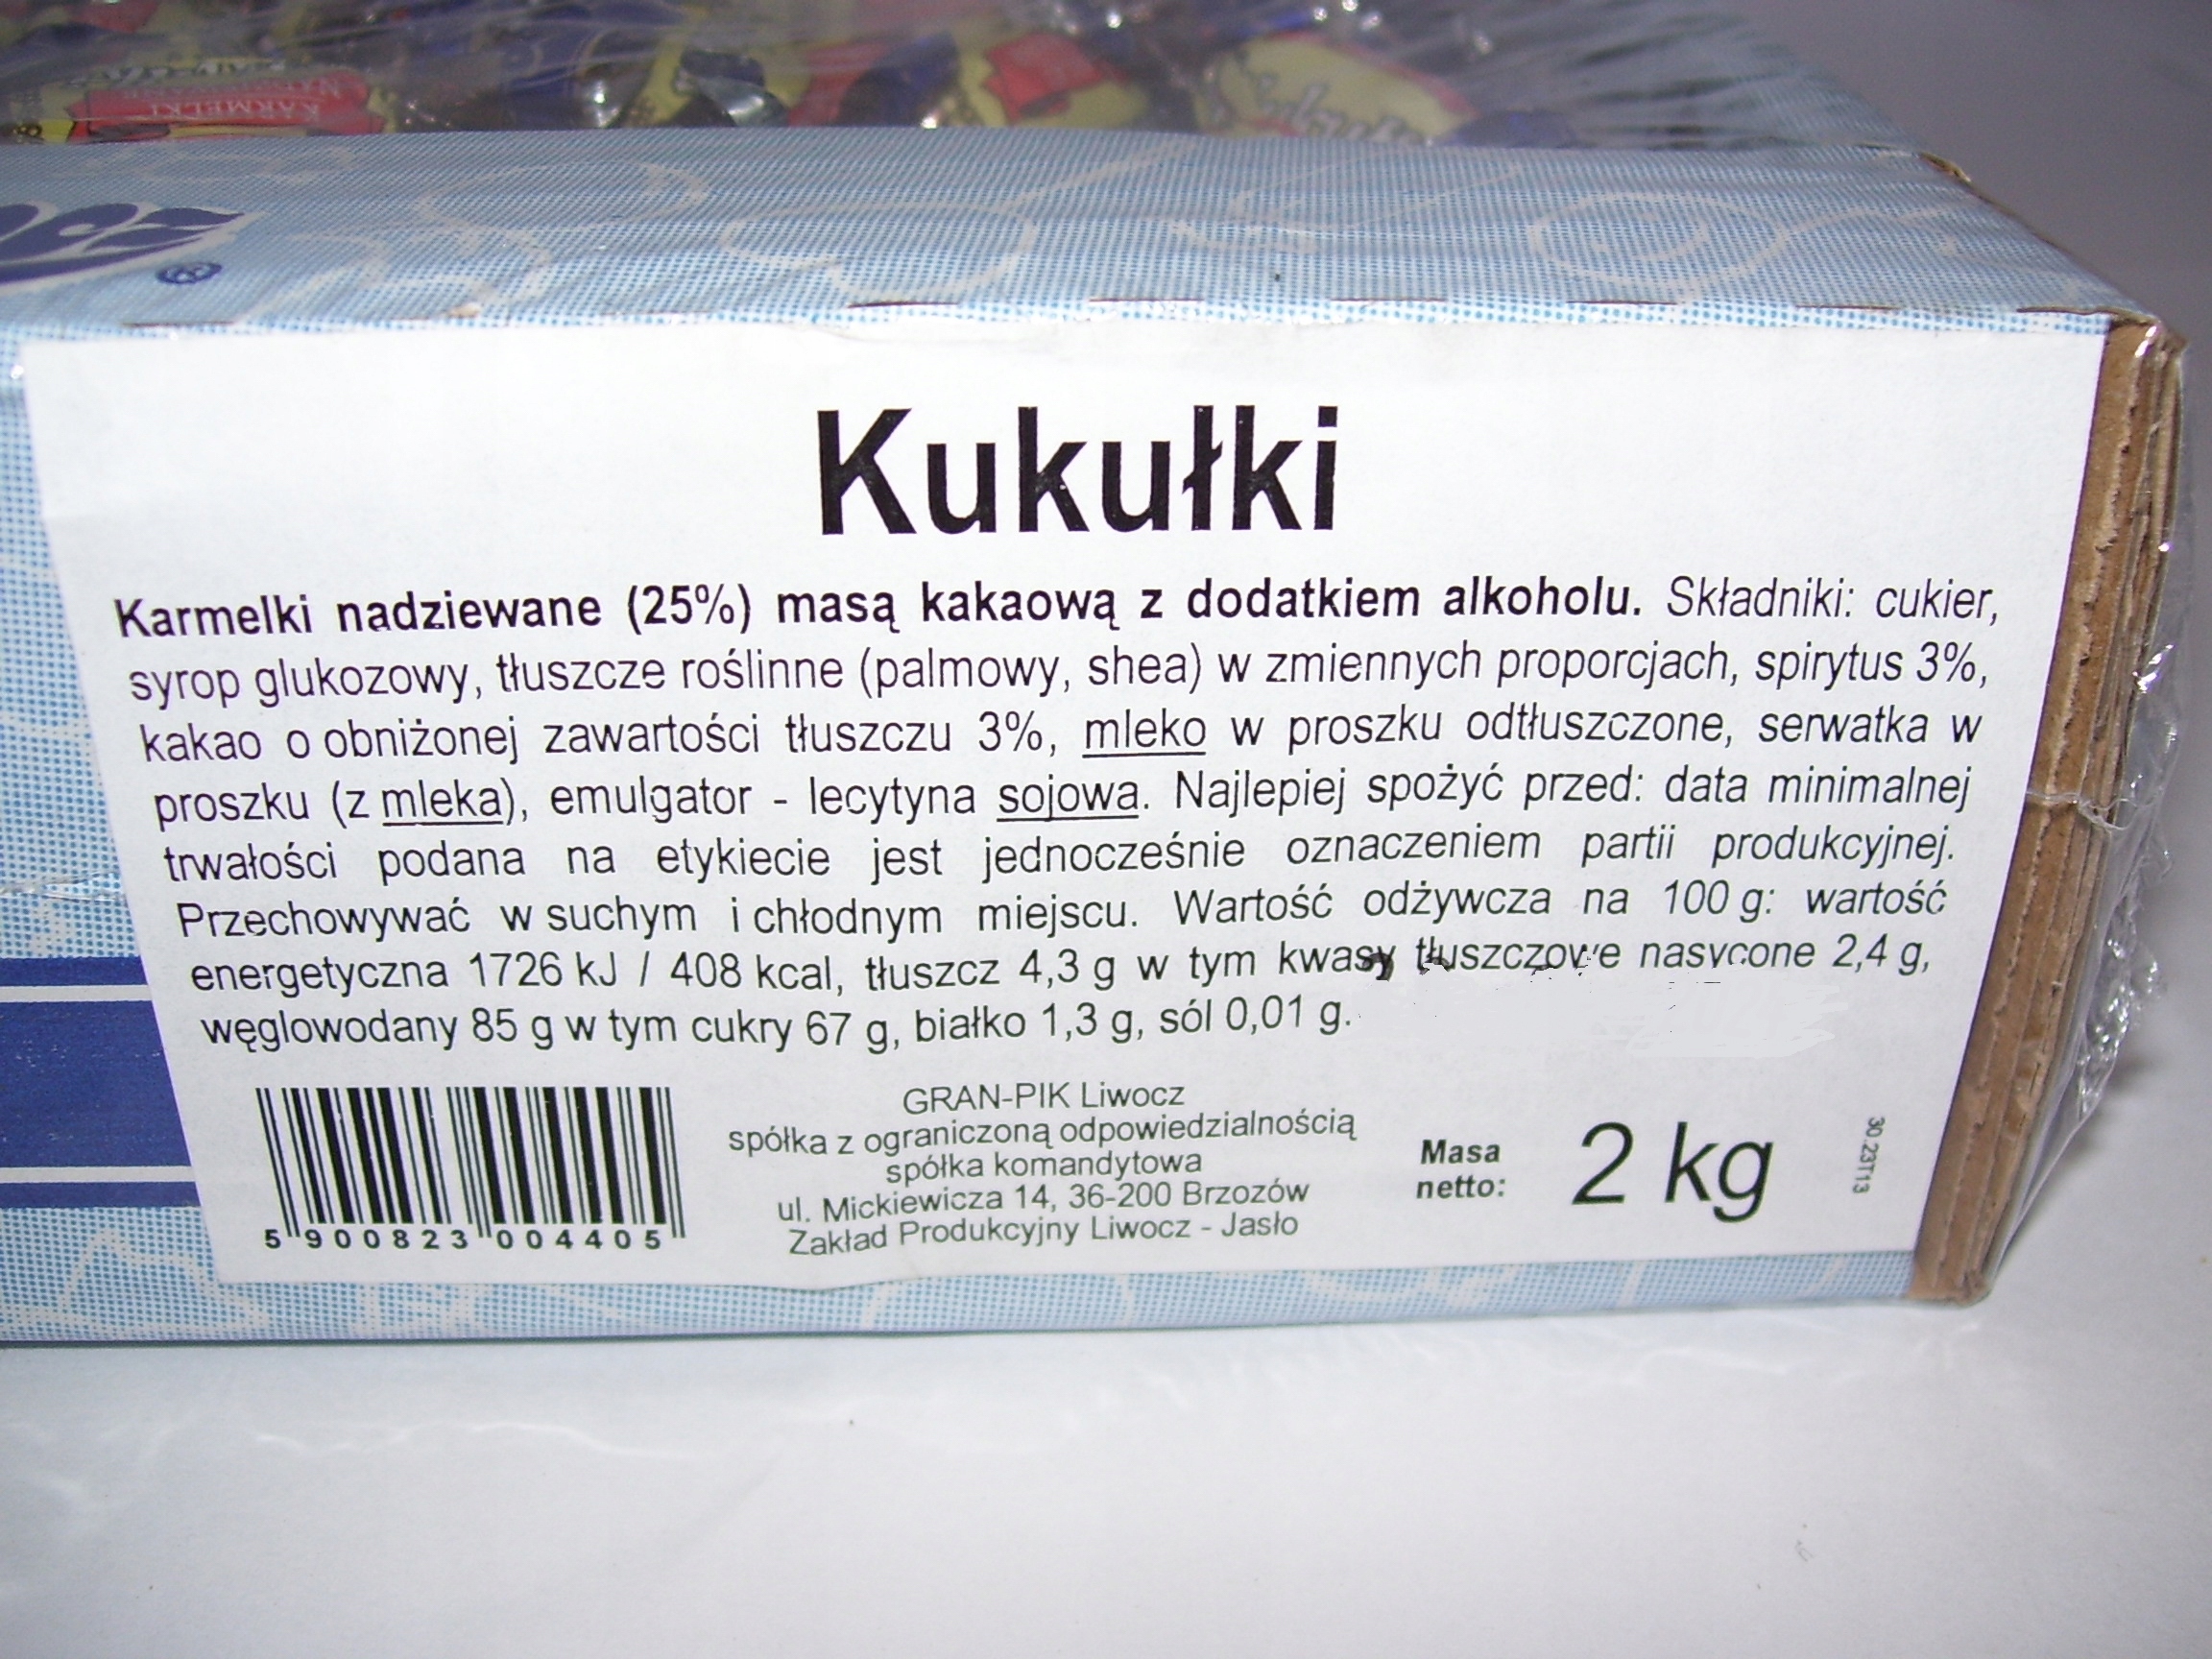 KARMELKI
Kukułki
Karmelki nadziewane (25%) masą kakaową z dodatkiem alkoholu. Składniki: cukier,
syrop glukozowy, tłuszcze roślinne (palmowy, shea) w zmiennych proporcjach, spirytus 3%,
kakao o obniżonej zawartości tłuszczu 3%, mleko w proszku odtłuszczone, serwatka w
proszku (z mleka), emulgator - lecytyna sojowa. Najlepiej spożyć przed: data minimalnej
trwałości podana na etykiecie jest jednocześnie oznaczeniem partii produkcyjnej.
Przechowywać w suchym i chłodnym miejscu. Wartość odżywcza na 100 g: wartość
energetyczna 1726 kJ / 408 kcal, tłuszcz 4,3 g w tym kwasy tłuszczowe nasycone 2,4 g,
węglowodany 85 g w tym cukry 67 g, białko 1,3 g, sól 0,01 g.
5 900823 004405
GRAN-PIK Liwocz
spółka z ograniczoną odpowiedzialnością
spółka komandytowa
ul. Mickiewicza 14, 36-200 Brzozów
Zakład Produkcyjny Liwocz - Jasło
Masa
netto:
2 kg
30.23T13